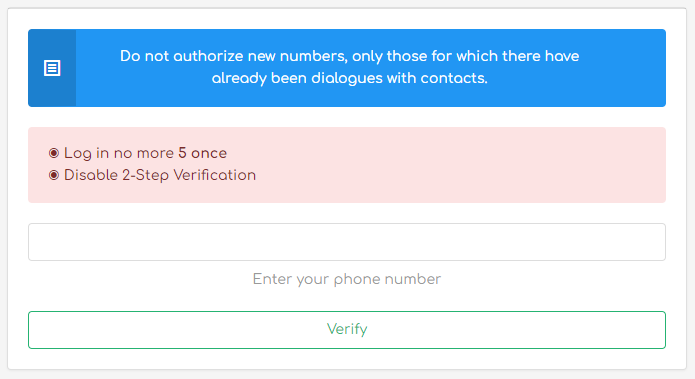 Do not authorize new numbers, only those for which there have
already been dialogues with contacts.
◉ Log in no more 5 once
◉ Disable 2-Step Verification
Enter your phone number
Verify